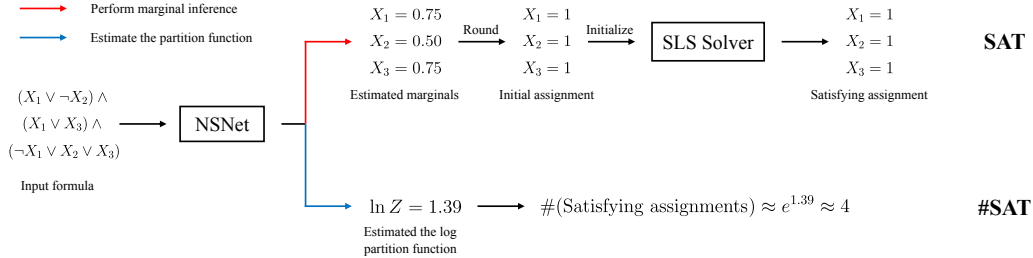 Perform marginal inference
Estimate the partition function
(X₁ ∨ ¬X₂) ∧
(X₁ ∨ X₃) ∧
(¬X₁ ∨ X₂ ∨ X₃)
Input formula
NSNet
X₁ = 0.75
X₂ = 0.50
X₃ = 0.75
Estimated marginals
Round
X₁ = 1
X₂ = 1
X₃ = 1
Initial assignment
Initialize
SLS Solver
X₁ = 1
X₂ = 1
X₃ = 1
Satisfying assignment
SAT
ln Z = 1.39
Estimated the log
partition function
#(Satisfying assignments) ≈ e^{1.39} ≈ 4
#SAT